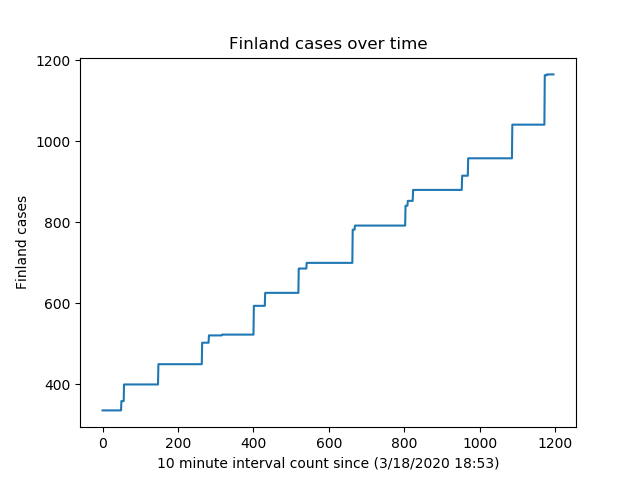 Finland cases over time
1200
1000
800
600
400
Finland cases
0 200 400 600 800 1000 1200
10 minute interval count since (3/18/2020 18:53)